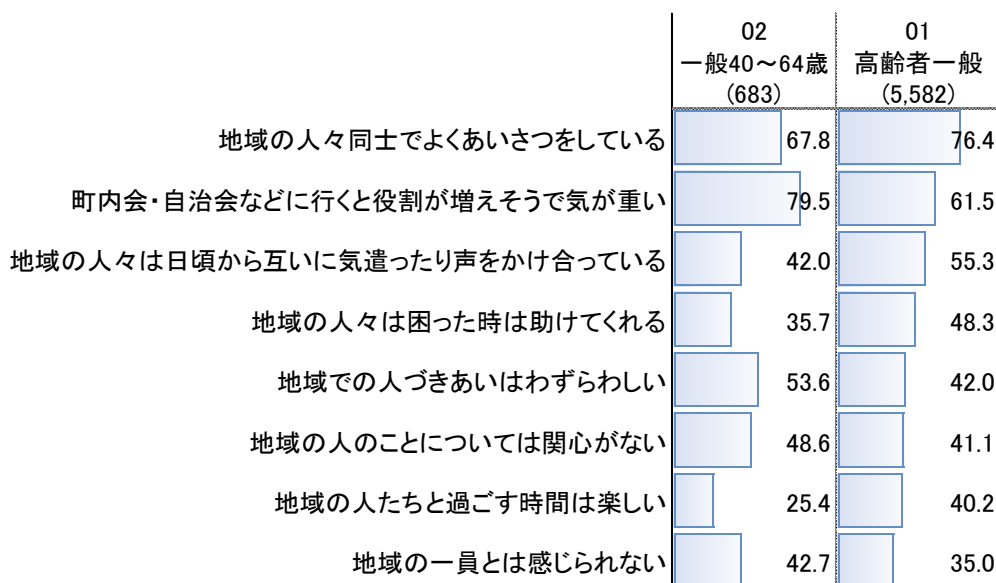 02 01
一般40～64歳 高齢者一般
(683) (5,582)
地域の人々同士でよくあいさつをしている 67.8 76.4
町内会・自治会などに行くと役割が増えそうで気が重い 79.5 61.5
地域の人々は日頃から互いに気遣ったり声をかけ合っている 42.0 55.3
地域の人々は困った時は助けてくれる 35.7 48.3
地域での人づきあいはわずらわしい 53.6 42.0
地域の人のことについては関心がない 48.6 41.1
地域の人たちと過ごす時間は楽しい 25.4 40.2
地域の一員とは感じられない 42.7 35.0